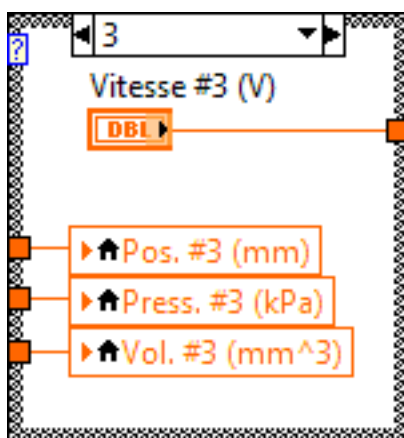 3
?
Vitesse #3 (V)
DBL
Pos. #3 (mm)
Press. #3 (kPa)
Vol. #3 (mm^3)